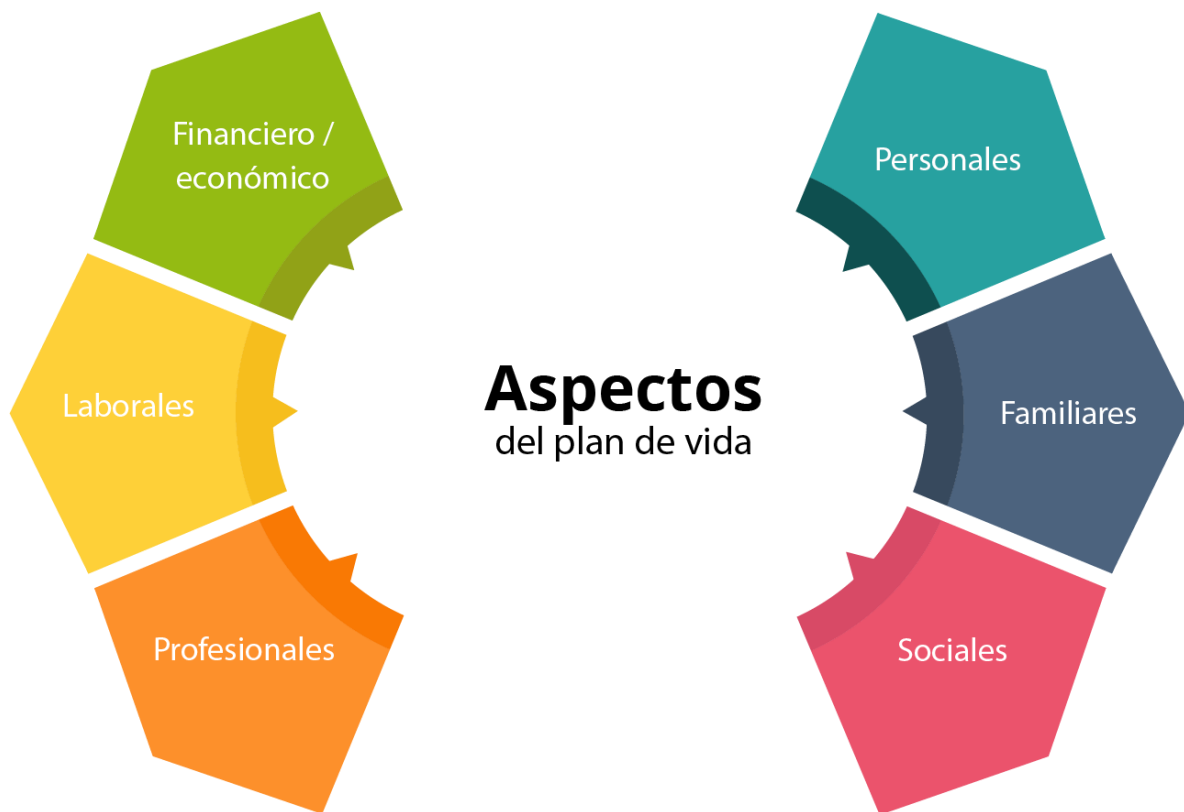 Financiero /
económico
Personales
Laborales
Aspectos
del plan de vida
Familiares
Profesionales
Sociales